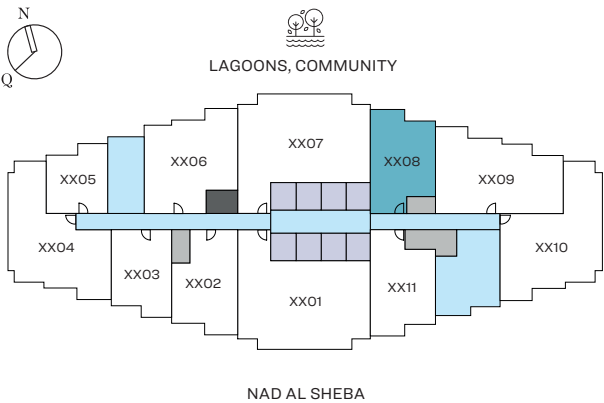 N
Q
LAGOONS, COMMUNITY
XX07
XX06
XX08
XX05
XX09
XX04
XX10
XX03
XX02
XX11
XX01
NAD AL SHEBA